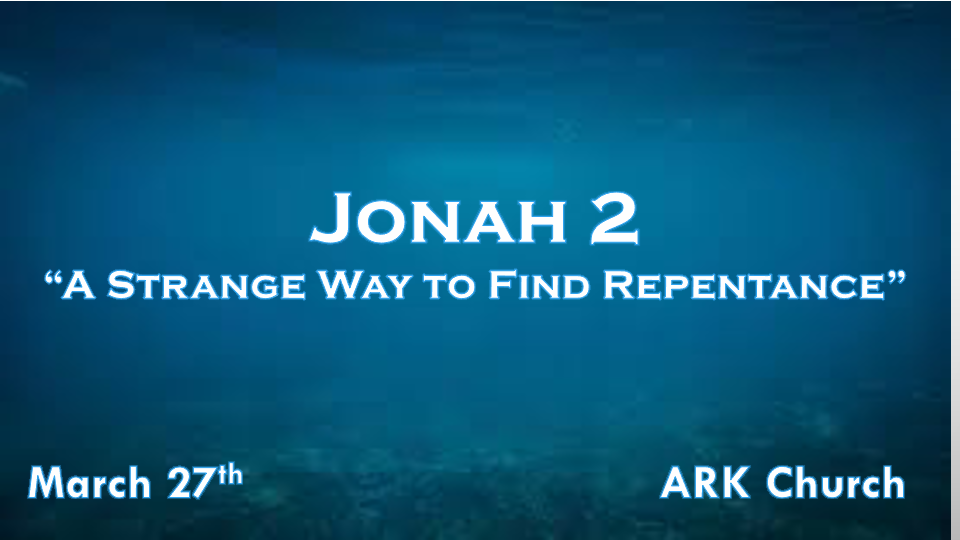 Jonah 2
“A Strange Way to Find Repentance”
March 27th
ARK Church